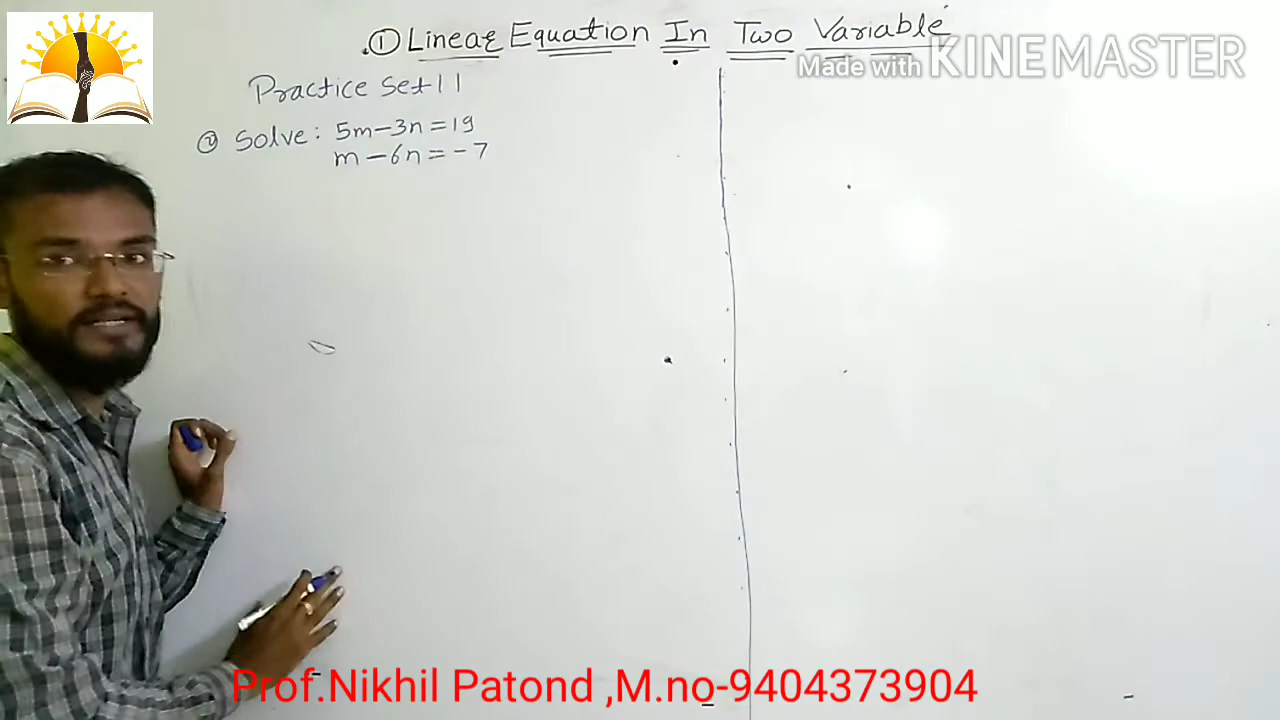 ① Linear Equation In Two Variable
Made with KINEMASTER
Practice Set 1.1
② Solve: 5m-3n=19
m-6n=-7
Prof.Nikhil Patond ,M.no-9404373904